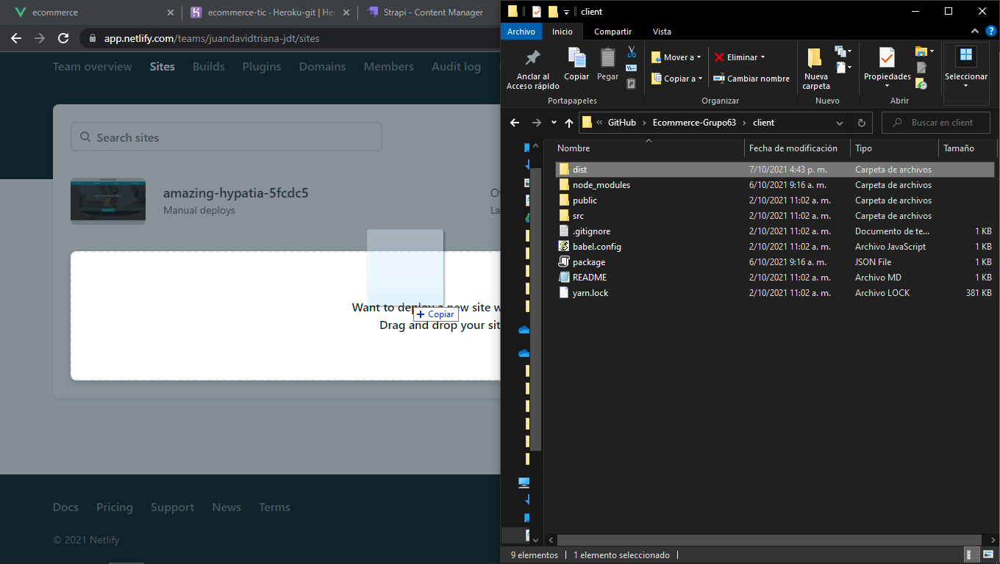 ecommerce
ecommerce-tic · Heroku-git | Her
Strapi - Content Manager
app.netlify.com/teams/juandavidtriana-jdt/sites
Team overview Sites Builds Plugins Domains Members Audit log
Search sites
amazing-hypatia-5fcdc5
Manual deploys
Want to deploy a new site w
Drag and drop your sit
Copiar
Docs Pricing Support News Terms
© 2021 Netlify
client
Archivo Inicio Compartir Vista
Anclar al
Acceso rápido
Copiar
Pegar
Mover a
Copiar a
Eliminar
Cambiar nombre
Nueva
carpeta
Propiedades
Seleccionar
Portapapeles Organizar Nuevo Abrir
« GitHub › Ecommerce-Grupo63 › client
Buscar en client
Nombre Fecha de modificación Tipo Tamaño
dist 7/10/2021 4:43 p. m. Carpeta de archivos
node_modules 6/10/2021 9:16 a. m. Carpeta de archivos
public 2/10/2021 11:02 a. m. Carpeta de archivos
src 2/10/2021 11:02 a. m. Carpeta de archivos
.gitignore 2/10/2021 11:02 a. m. Documento de te... 1 KB
babel.config 2/10/2021 11:02 a. m. Archivo JavaScript 1 KB
package 6/10/2021 9:16 a. m. JSON File 1 KB
README 2/10/2021 11:02 a. m. Archivo MD 1 KB
yarn.lock 2/10/2021 11:02 a. m. Archivo LOCK 381 KB
9 elementos 1 elemento seleccionado